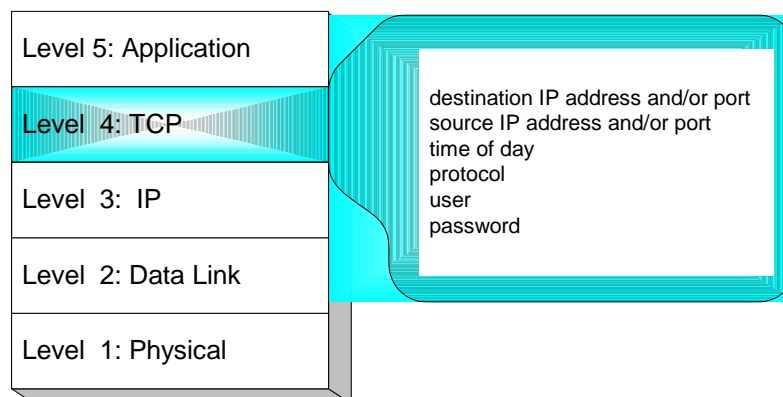 Level 5: Application
Level 4: TCP
Level 3: IP
Level 2: Data Link
Level 1: Physical
destination IP address and/or port
source IP address and/or port
time of day
protocol
user
password